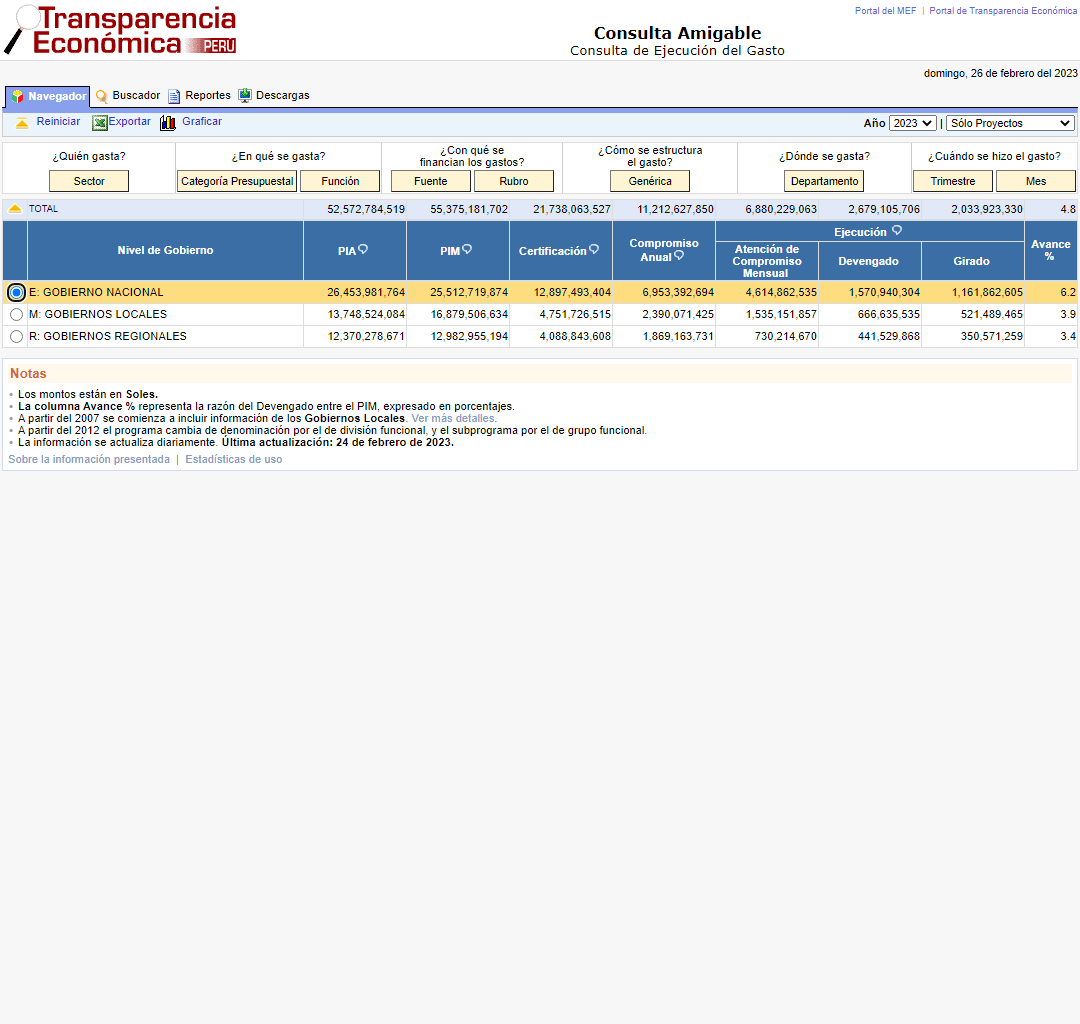 Transparencia
Económica PERU
Portal del MEF | Portal de Transparencia Económica
Consulta Amigable
Consulta de Ejecución del Gasto
domingo, 26 de febrero del 2023
Navegador Buscador Reportes Descargas
Reiniciar Exportar Graficar Año 2023 | Sólo Proyectos
¿Quién gasta? ¿En qué se gasta? ¿Con qué se financian los gastos? ¿Cómo se estructura el gasto? ¿Dónde se gasta? ¿Cuándo se hizo el gasto?
Sector Categoría Presupuestal Función Fuente Rubro Genérica Departamento Trimestre Mes
TOTAL 52,572,784,519 55,375,181,702 21,738,063,527 11,212,627,850 6,880,229,063 2,679,105,706 2,033,923,330 4.8
Nivel de Gobierno PIA PIM Certificación Compromiso Anual Ejecución Avance %
Atención de Compromiso Mensual Devengado Girado
E: GOBIERNO NACIONAL 26,453,981,764 25,512,719,874 12,897,493,404 6,953,392,694 4,614,862,535 1,570,940,304 1,161,862,605 6.2
M: GOBIERNOS LOCALES 13,748,524,084 16,879,506,634 4,751,726,515 2,390,071,425 1,535,151,857 666,635,535 521,489,465 3.9
R: GOBIERNOS REGIONALES 12,370,278,671 12,982,955,194 4,088,843,608 1,869,163,731 730,214,670 441,529,868 350,571,259 3.4
Notas
Los montos están en Soles.
La columna Avance % representa la razón del Devengado entre el PIM, expresado en porcentajes.
A partir del 2007 se comienza a incluir información de los Gobiernos Locales. Ver más detalles.
A partir del 2012 el programa cambia de denominación por el de división funcional, y el subprograma por el de grupo funcional.
La información se actualiza diariamente. Última actualización: 24 de febrero de 2023.
Sobre la información presentada | Estadísticas de uso